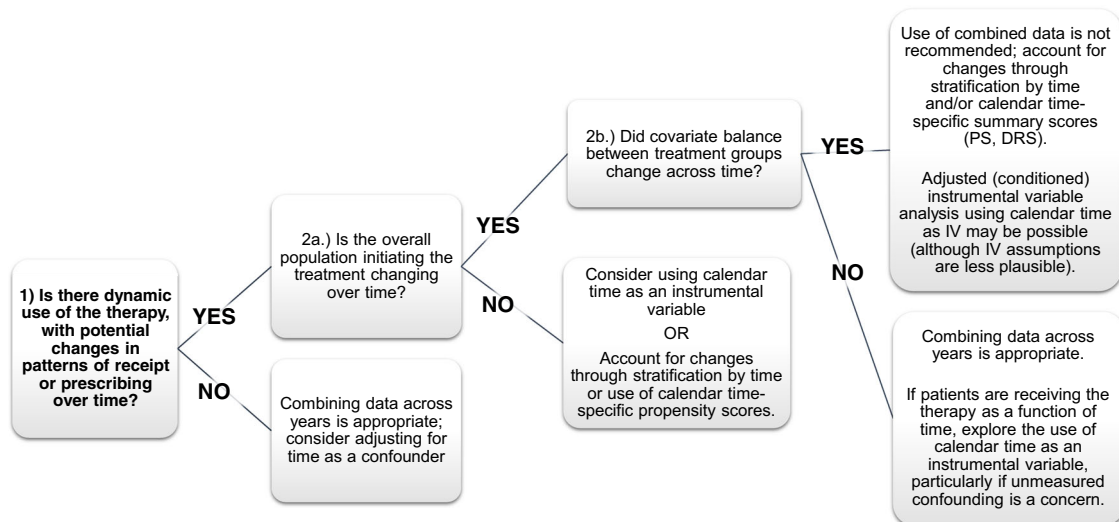 1) Is there dynamic
use of the therapy,
with potential
changes in
patterns of receipt
or prescribing
over time?
YES
NO
2a.) Is the overall
population initiating the
treatment changing
over time?
Combining data across
years is appropriate;
consider adjusting for
time as a confounder
YES
NO
2b.) Did covariate balance
between treatment groups
change across time?
Consider using calendar
time as an instrumental
variable
OR
Account for changes
through stratification by time
or use of calendar time-
specific propensity scores.
YES
NO
Use of combined data is not
recommended; account for
changes through
stratification by time
and/or calendar time-
specific summary scores
(PS, DRS).
Adjusted (conditioned)
instrumental variable
analysis using calendar time
as IV may be possible
(although IV assumptions
are less plausible).
Combining data across
years is appropriate.
If patients are receiving the
therapy as a function of
time, explore the use of
calendar time as an
instrumental variable,
particularly if unmeasured
confounding is a concern.